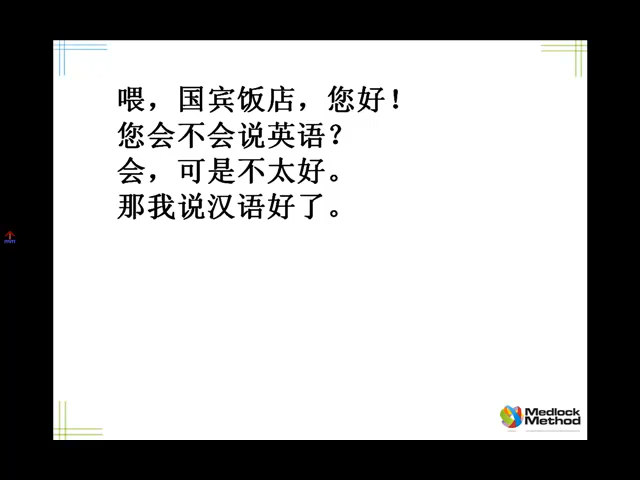 喂，国宾饭店，您好！
您会不会说英语？
会，可是不太好。
那我说汉语好了。
Medlock
Method